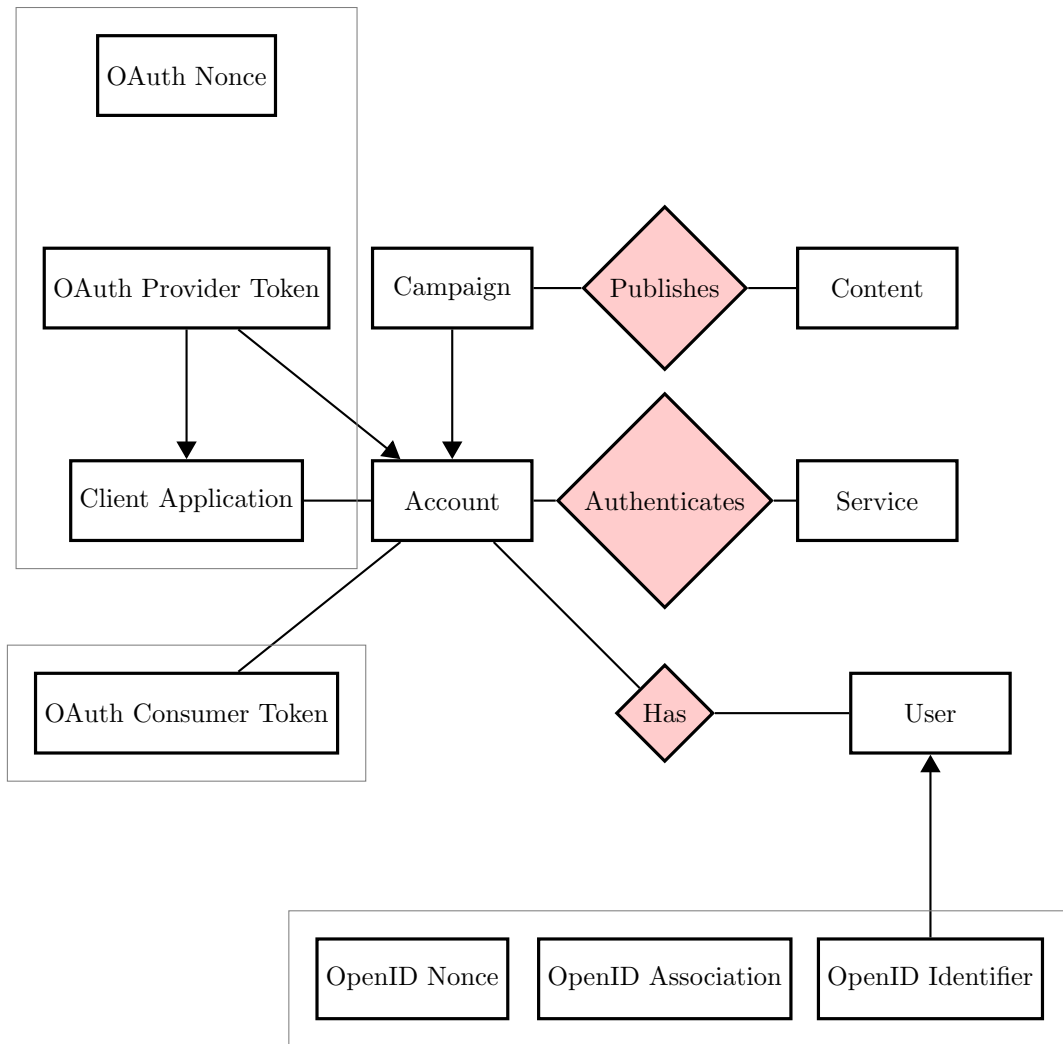 OAuth Nonce
OAuth Provider Token
Campaign
Publishes
Content
Client Application
Account
Authenticates
Service
OAuth Consumer Token
Has
User
OpenID Nonce
OpenID Association
OpenID Identifier